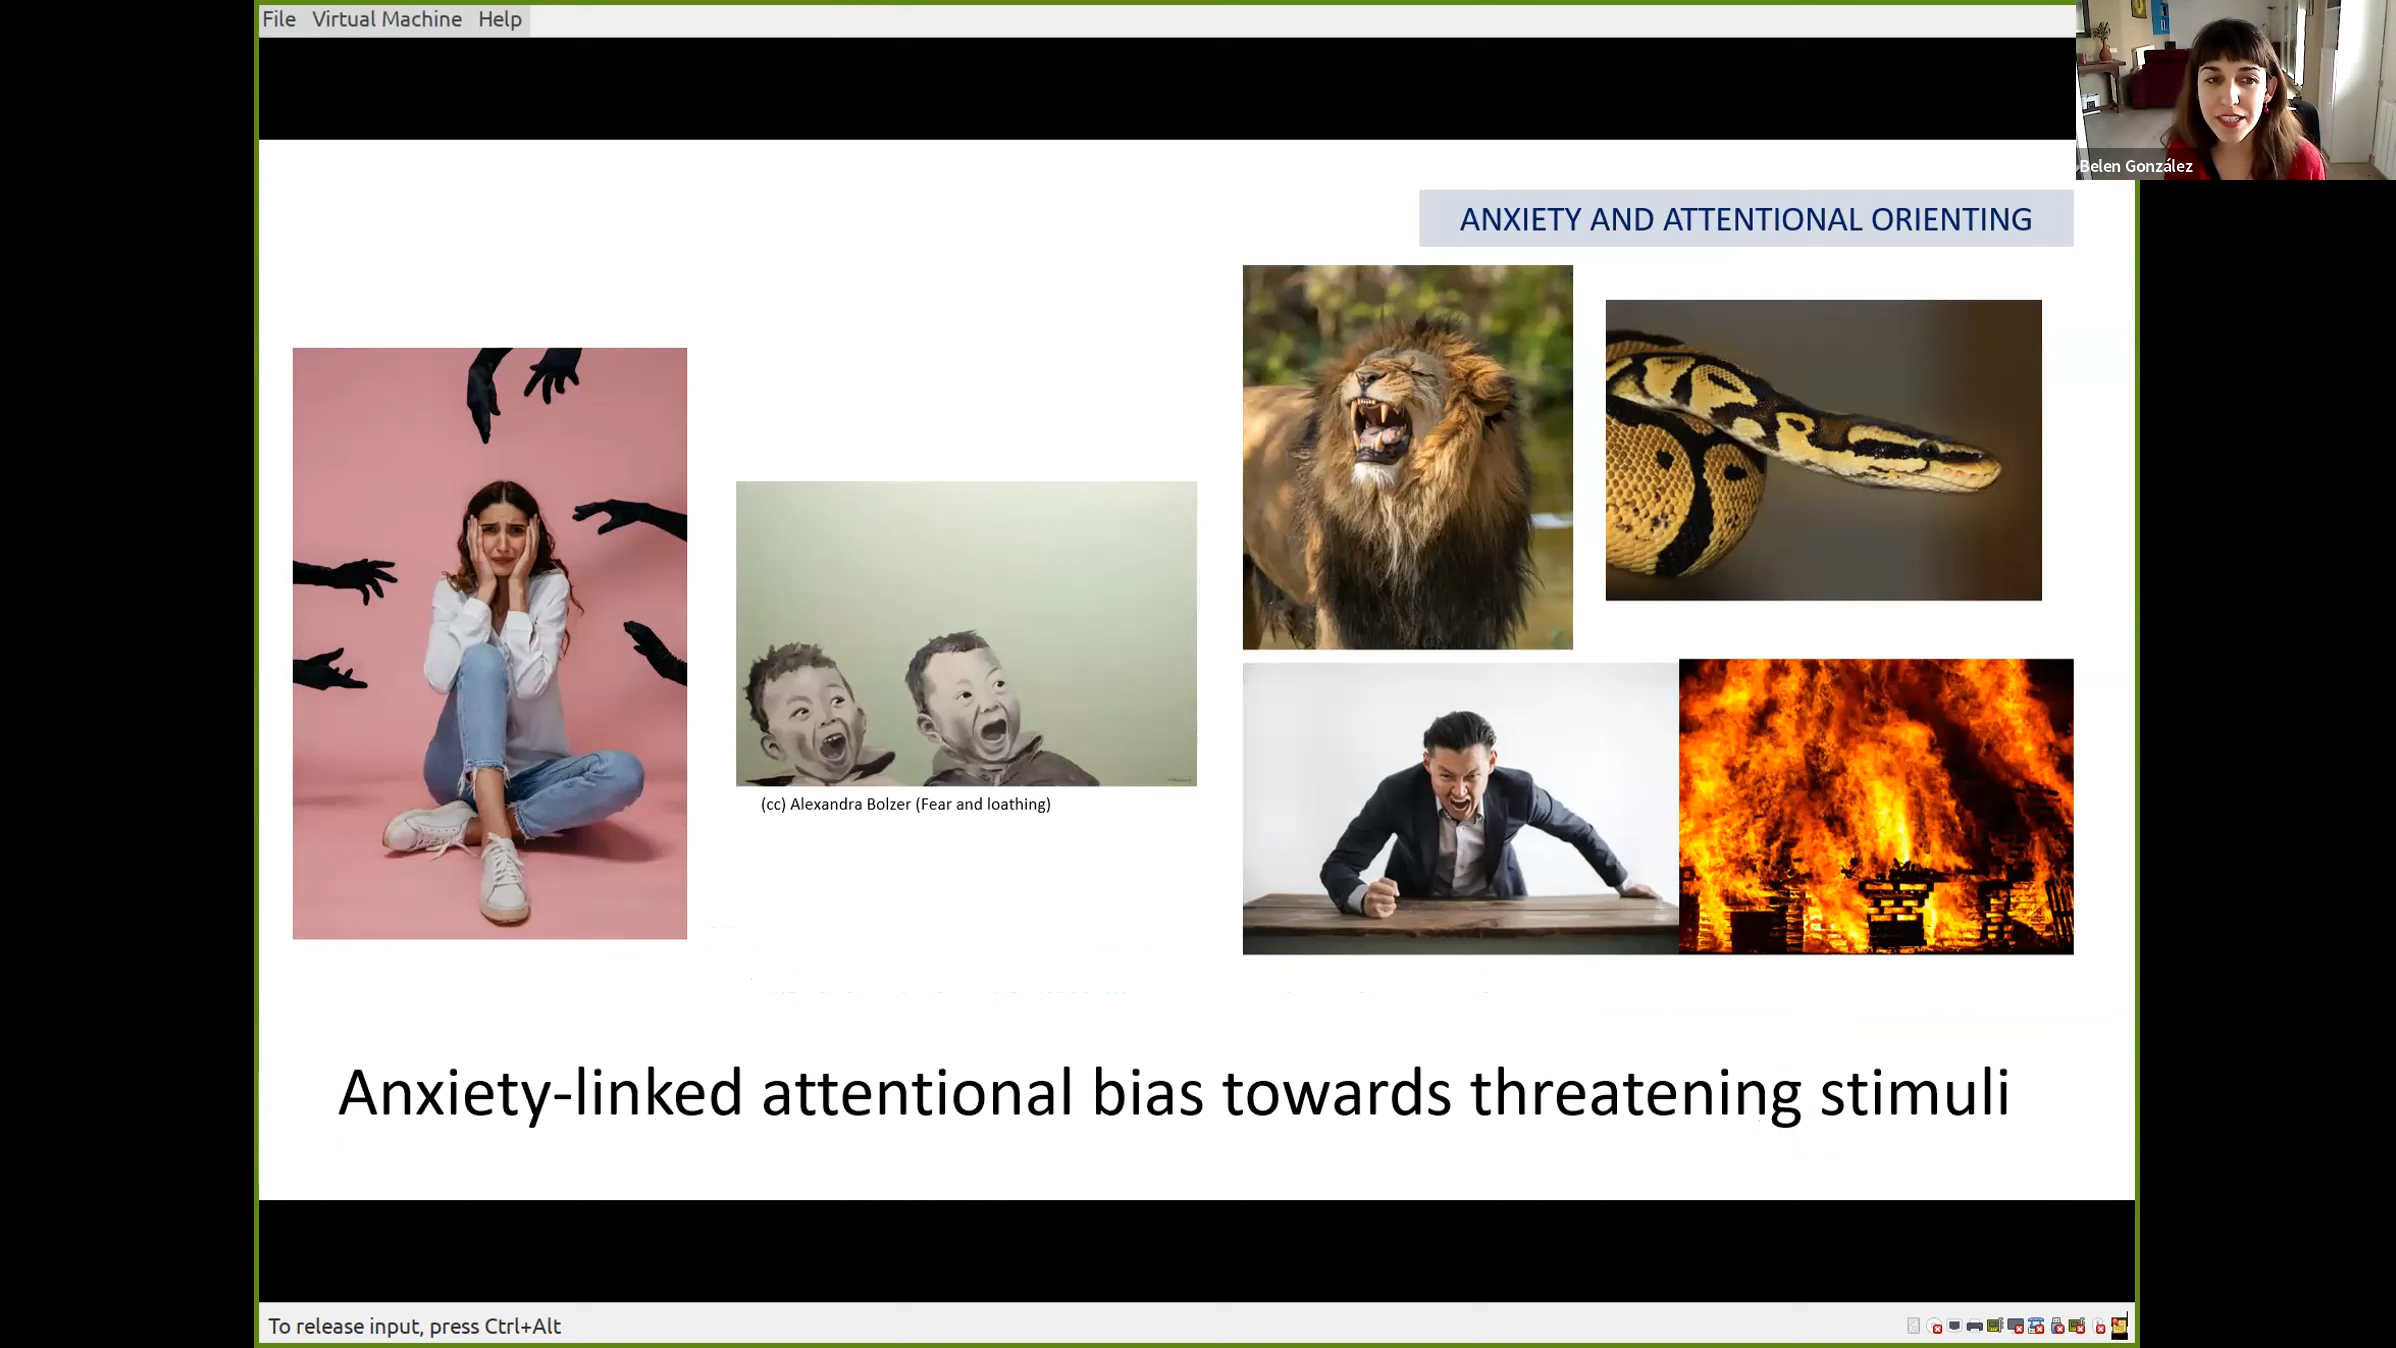 File Virtual Machine Help
Belen González
ANXIETY AND ATTENTIONAL ORIENTING
(cc) Alexandra Bolzer (Fear and loathing)
Anxiety-linked attentional bias towards threatening stimuli
To release input, press Ctrl+Alt